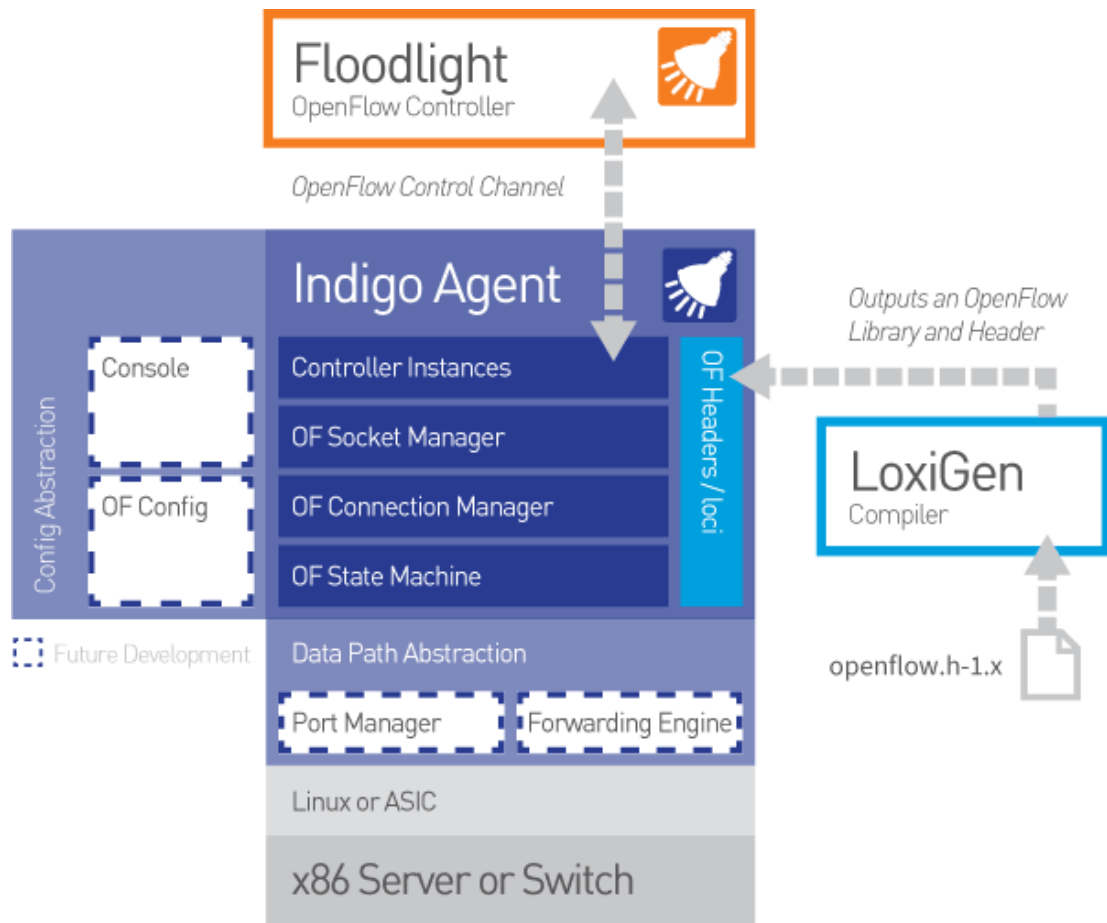 Floodlight
OpenFlow Controller
OpenFlow Control Channel
Indigo Agent
Config Abstraction
Console
OF Config
Controller Instances
OF Socket Manager
OF Connection Manager
OF State Machine
OF Headers / loci
Outputs an OpenFlow
Library and Header
LoxiGen
Compiler
openflow.h-1.x
Future Development
Data Path Abstraction
Port Manager
Forwarding Engine
Linux or ASIC
x86 Server or Switch